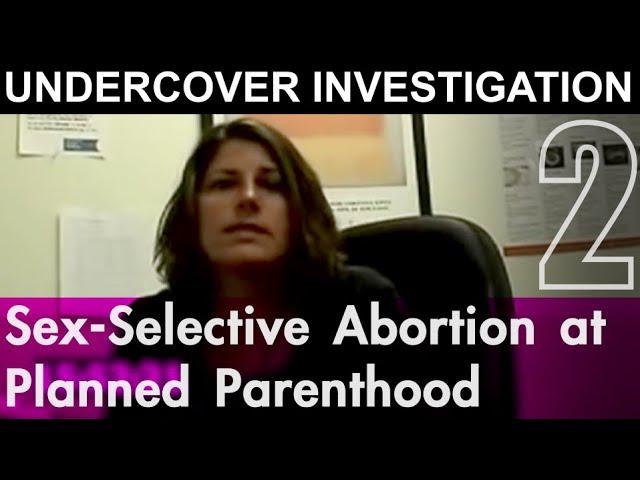 UNDERCOVER INVESTIGATION
2
Sex-Selective Abortion at
Planned Parenthood